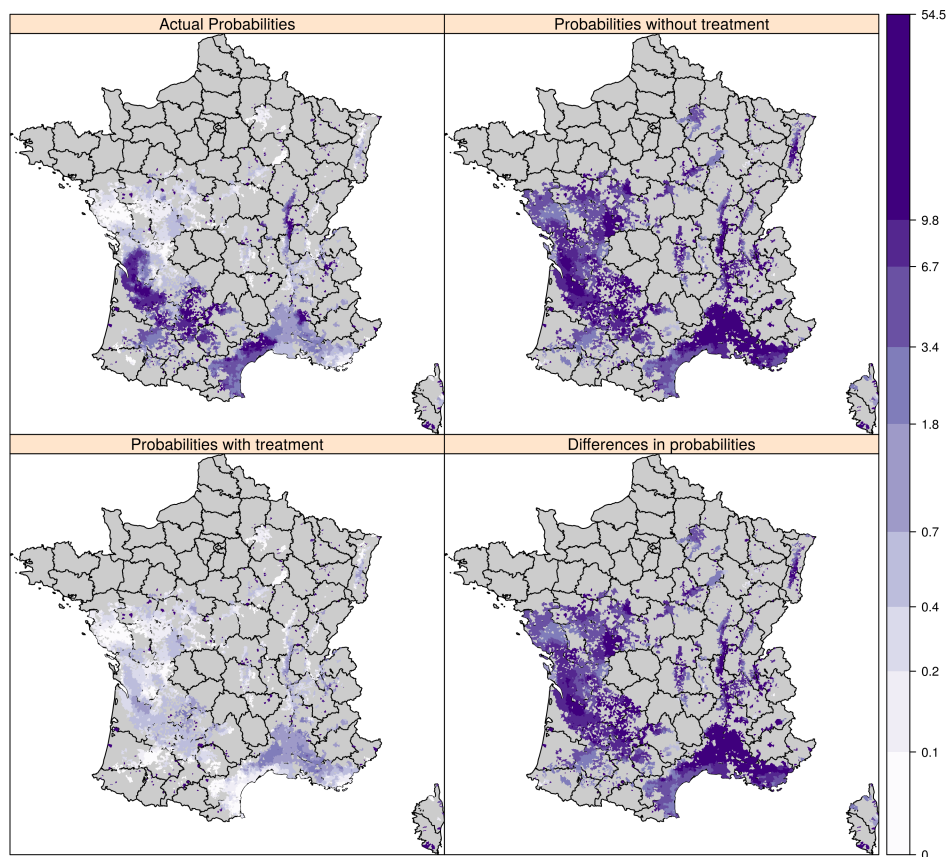 Actual Probabilities
Probabilities without treatment
Probabilities with treatment
Differences in probabilities
54.5
9.8
6.7
3.4
1.8
0.7
0.4
0.2
0.1
0